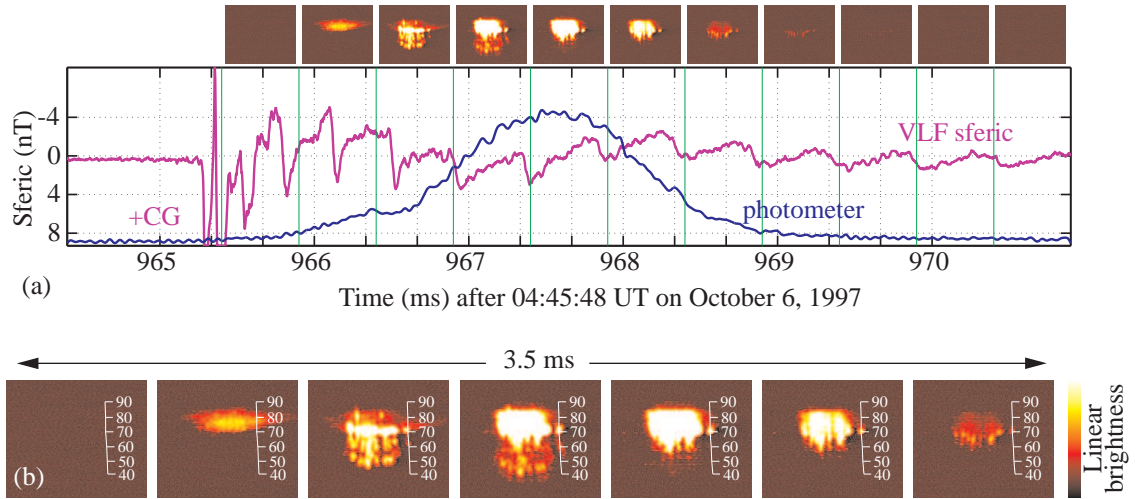 -4
0
4
8
Sferic (nT)
+CG
VLF sferic
photometer
965 966 967 968 969 970
(a)
Time (ms) after 04:45:48 UT on October 6, 1997
3.5 ms
90 90 90 90 90 90 90
80 80 80 80 80 80 80
70 70 70 70 70 70 70
60 60 60 60 60 60 60
50 50 50 50 50 50 50
40 40 40 40 40 40 40
(b)
Linear
brightness